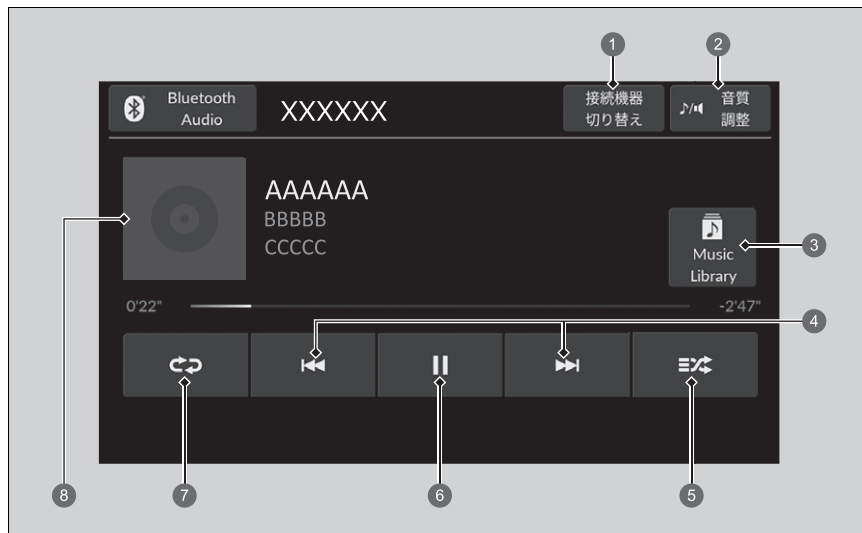 1
2
Bluetooth
Audio
XXXXXX
接続機器
切り替え
音質
調整
AAAAAA
BBBBB
CCCCC
Music
Library
3
0'22"
-2'47"
4
8
7
6
5